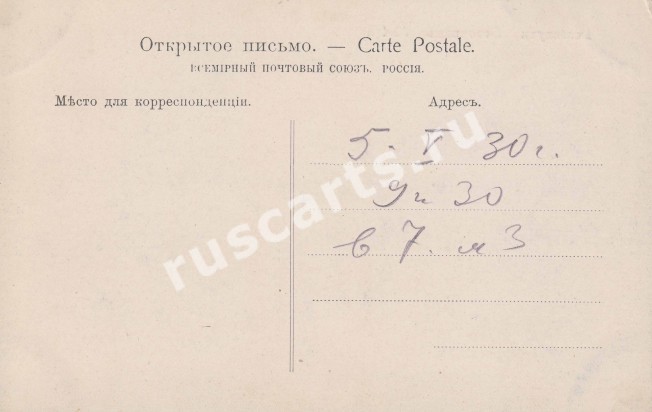 Открытое письмо. — Carte Postale.
ВСЕМІРНЫЙ ПОЧТОВЫЙ СОЮЗЪ. РОССІЯ.
Мѣсто для корреспонденціи.
Адресъ.
5. V 30 г.
9 ч 30
в 7. м 3
ruscarts.ru